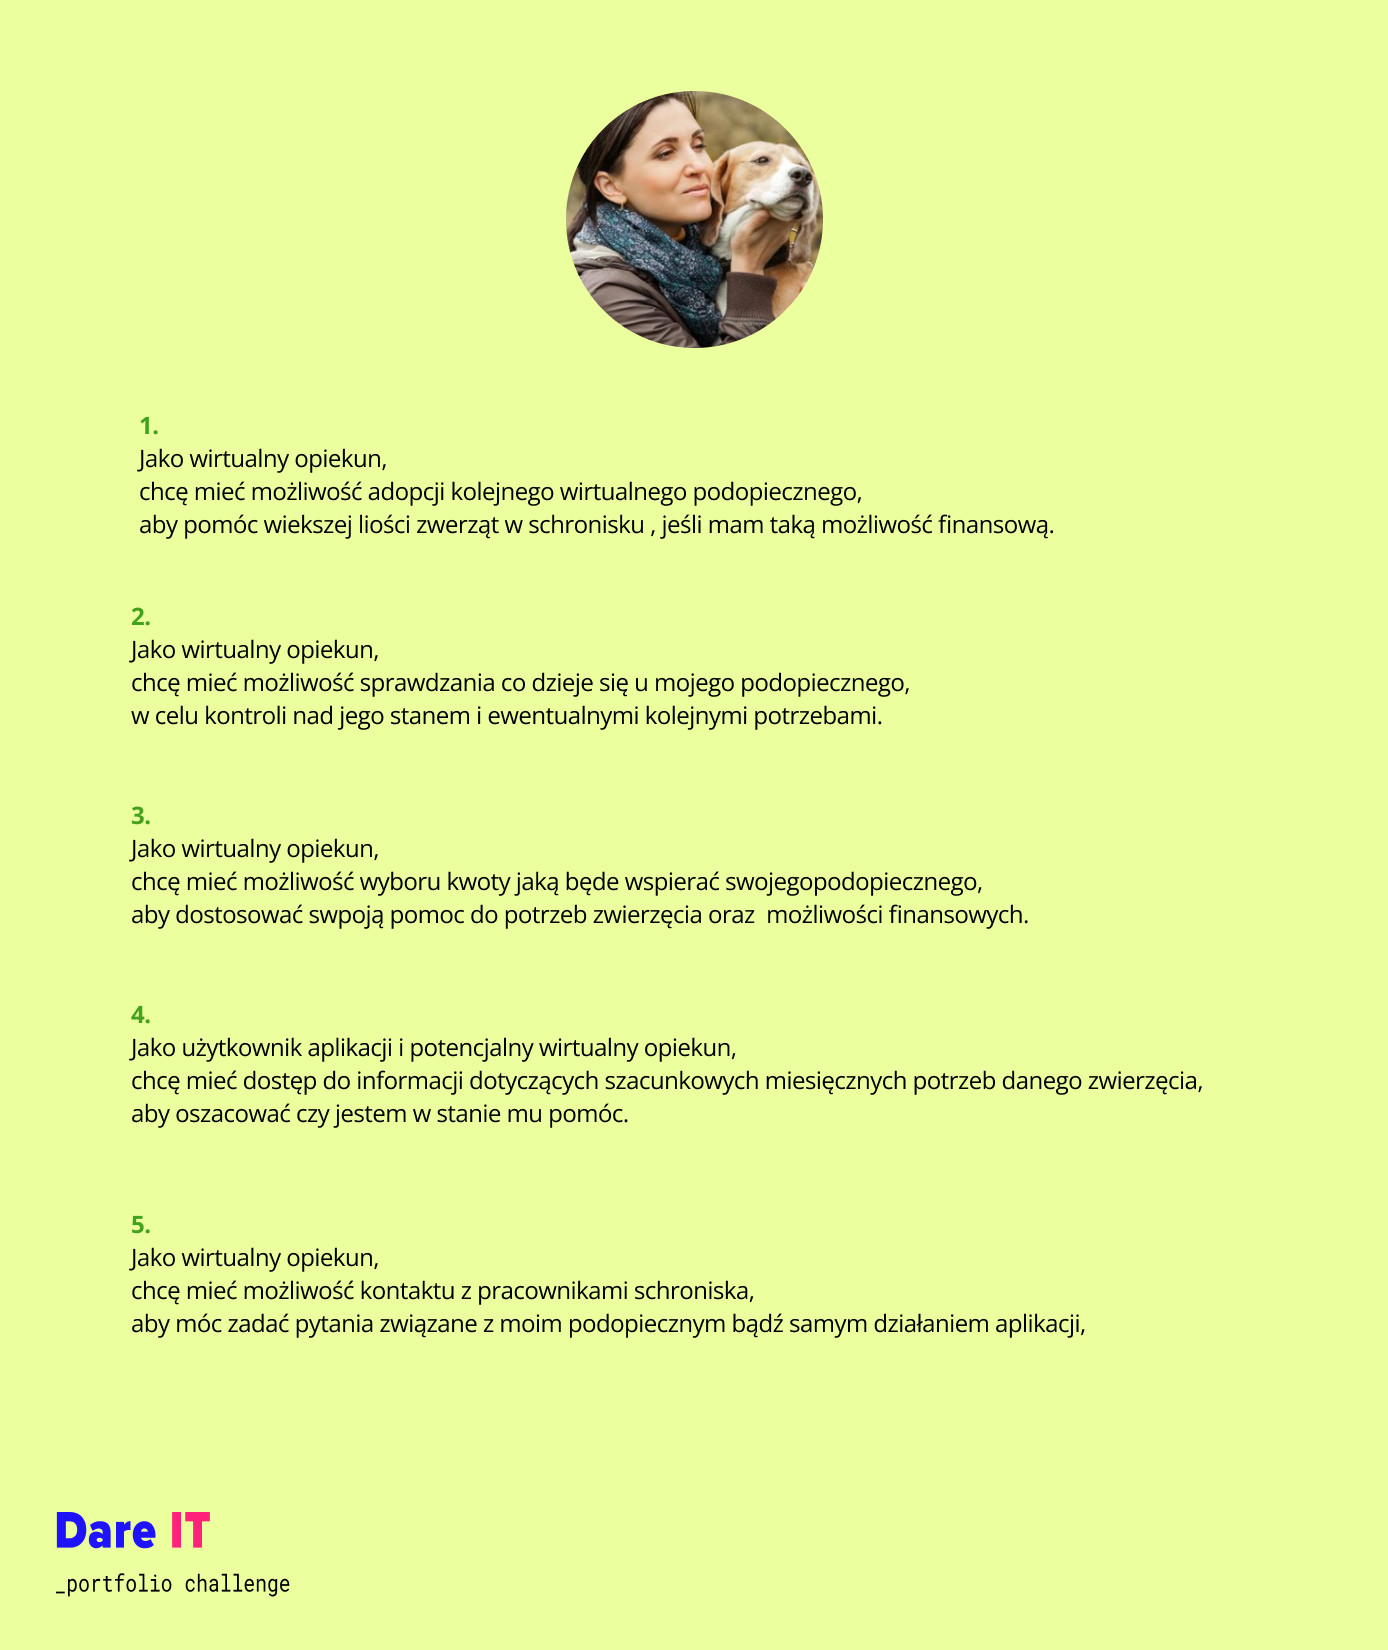 1.
Jako wirtualny opiekun,
chcę mieć możliwość adopcji kolejnego wirtualnego podopiecznego,
aby pomóc wiekszej liości zwerząt w schronisku , jeśli mam taką możliwość finansową.
2.
Jako wirtualny opiekun,
chcę mieć możliwość sprawdzania co dzieje się u mojego podopiecznego,
w celu kontroli nad jego stanem i ewentualnymi kolejnymi potrzebami.
3.
Jako wirtualny opiekun,
chcę mieć możliwość wyboru kwoty jaką będe wspierać swojegopodopiecznego,
aby dostosować swpoją pomoc do potrzeb zwierzęcia oraz  możliwości finansowych.
4.
Jako użytkownik aplikacji i potencjalny wirtualny opiekun,
chcę mieć dostęp do informacji dotyczących szacunkowych miesięcznych potrzeb danego zwierzęcia,
aby oszacować czy jestem w stanie mu pomóc.
5.
Jako wirtualny opiekun,
chcę mieć możliwość kontaktu z pracownikami schroniska,
aby móc zadać pytania związane z moim podopiecznym bądź samym działaniem aplikacji,
Dare IT
_portfolio challenge